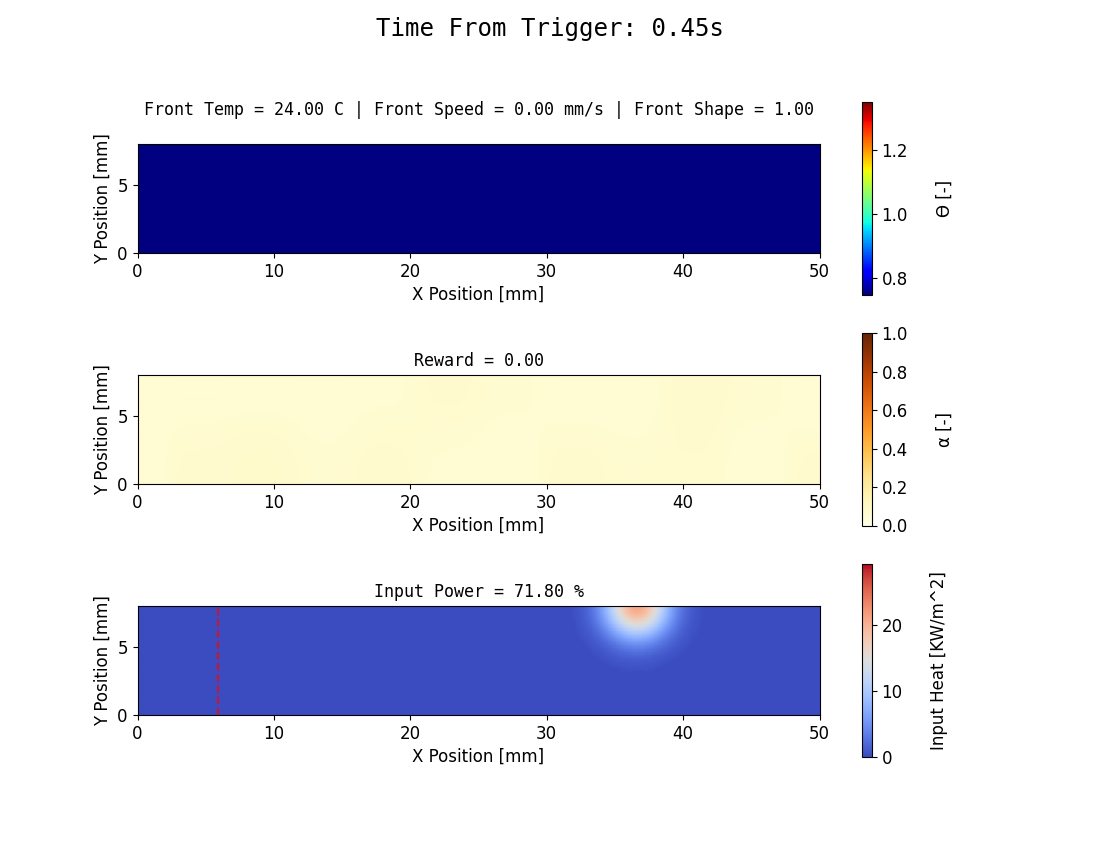 Time From Trigger: 0.45s
Front Temp = 24.00 C | Front Speed = 0.00 mm/s | Front Shape = 1.00
Y Position [mm]
5
0
0 10 20 30 40 50
X Position [mm]
1.2
1.0
0.8
Θ [-]
Reward = 0.00
Y Position [mm]
5
0
0 10 20 30 40 50
X Position [mm]
1.0
0.8
0.6
0.4
0.2
0.0
α [-]
Input Power = 71.80 %
Y Position [mm]
5
0
0 10 20 30 40 50
X Position [mm]
20
10
0
Input Heat [KW/m^2]